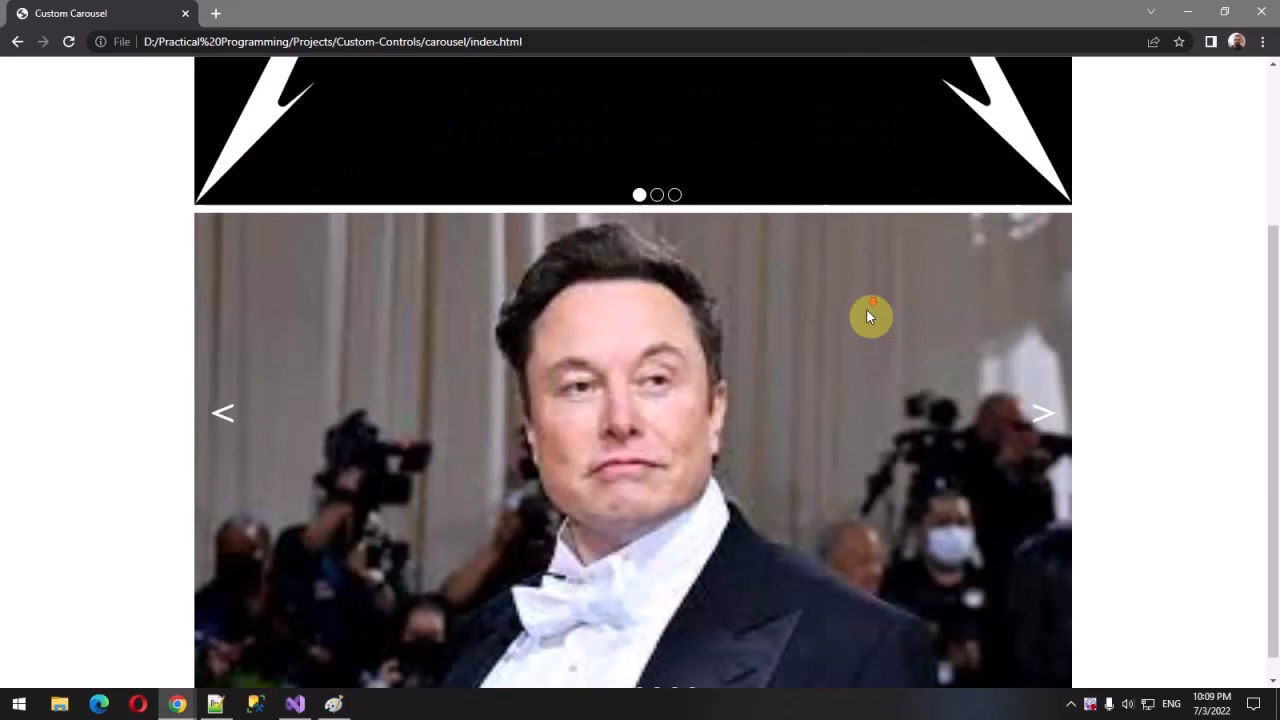 Custom Carousel
File
D:/Practical%20Programming/Projects/Custom-Controls/carousel/index.html
<
>
ENG
10:09 PM
7/3/2022